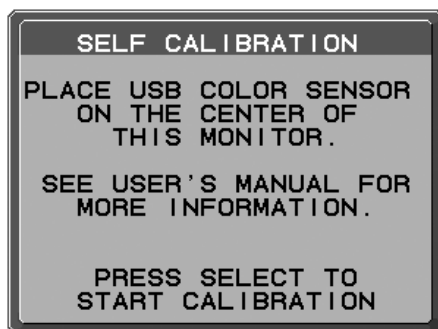 SELF CALIBRATION
PLACE USB COLOR SENSOR
ON THE CENTER OF
THIS MONITOR.
SEE USER'S MANUAL FOR
MORE INFORMATION.
PRESS SELECT TO
START CALIBRATION